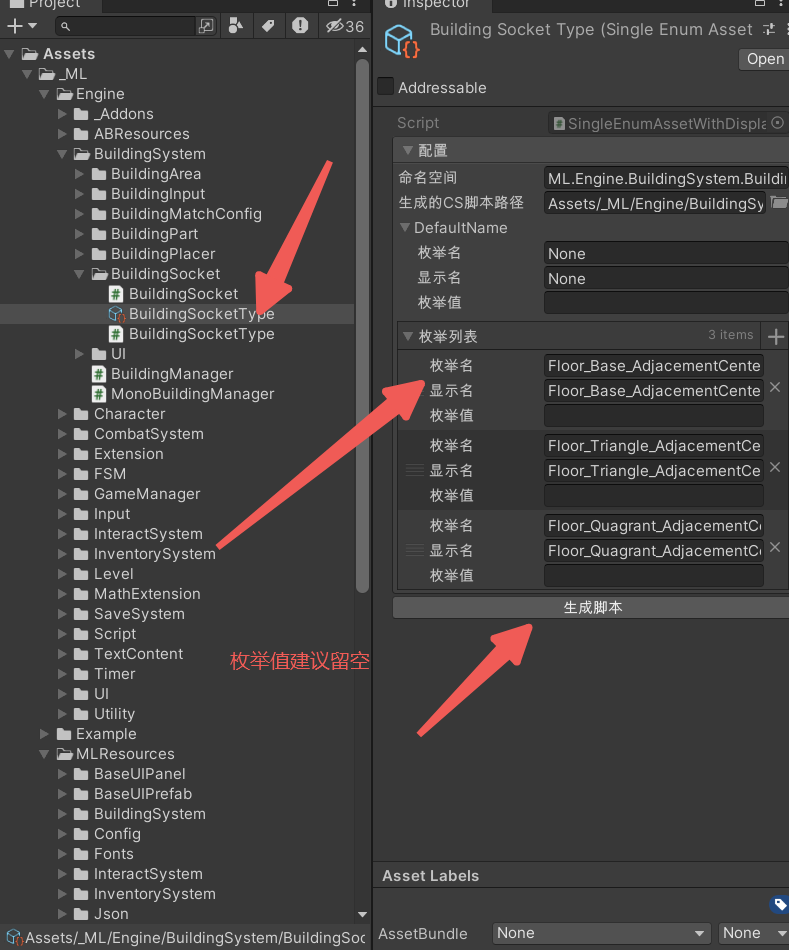 Project
36
Assets
_ML
Engine
_Addons
ABResources
BuildingSystem
BuildingArea
BuildingInput
BuildingMatchConfig
BuildingPart
BuildingPlacer
BuildingSocket
BuildingSocket
BuildingSocketType
BuildingSocketType
UI
BuildingManager
MonoBuildingManager
Character
CombatSystem
Extension
FSM
GameManager
Input
InteractSystem
InventorySystem
Level
MathExtension
SaveSystem
Script
TextContent
Timer
UI
Utility
Example
MLResources
BaseUIPanel
BaseUIPrefab
BuildingSystem
Config
Fonts
InteractSystem
InventorySystem
Json
Assets/_ML/Engine/BuildingSystem/BuildingSoc
枚举值建议留空
Inspector
Building Socket Type (Single Enum Asset
Open
Addressable
Script SingleEnumAssetWithDispla
配置
命名空间 ML.Engine.BuildingSystem.Buildin
生成的CS脚本路径 Assets/_ML/Engine/BuildingSy
DefaultName
枚举名 None
显示名 None
枚举值
枚举列表 3 items
枚举名 Floor_Base_AdjacementCente
显示名 Floor_Base_AdjacementCente
枚举值
枚举名 Floor_Triangle_AdjacementCe
显示名 Floor_Triangle_AdjacementCe
枚举值
枚举名 Floor_Quagrant_AdjacementCo
显示名 Floor_Quagrant_AdjacementCo
枚举值
生成脚本
Asset Labels
AssetBundle None None